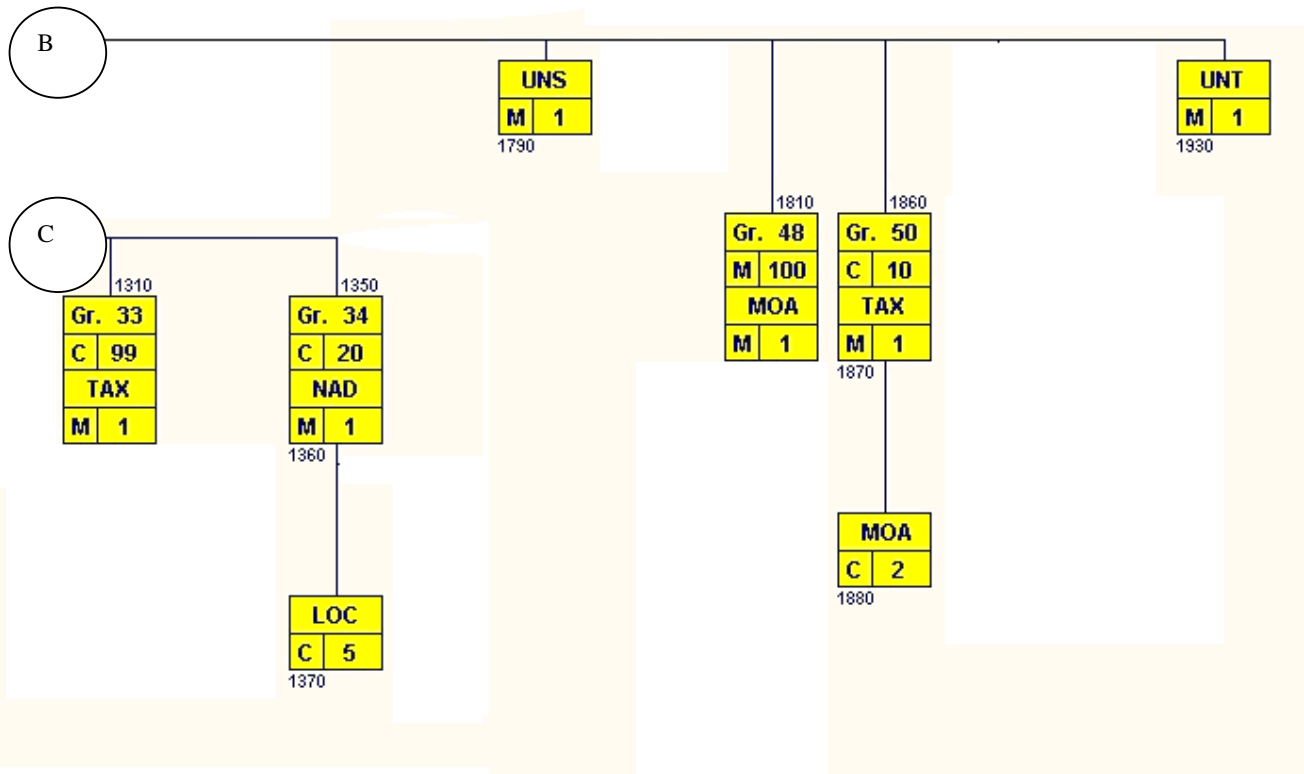 B
UNS
M 1
1790
UNT
M 1
1930
1810
Gr. 48
M 100
MOA
M 1
1860
Gr. 50
C 10
TAX
M 1
1870
MOA
C 2
1880
C
1310
Gr. 33
C 99
TAX
M 1
1350
Gr. 34
C 20
NAD
M 1
1360
LOC
C 5
1370